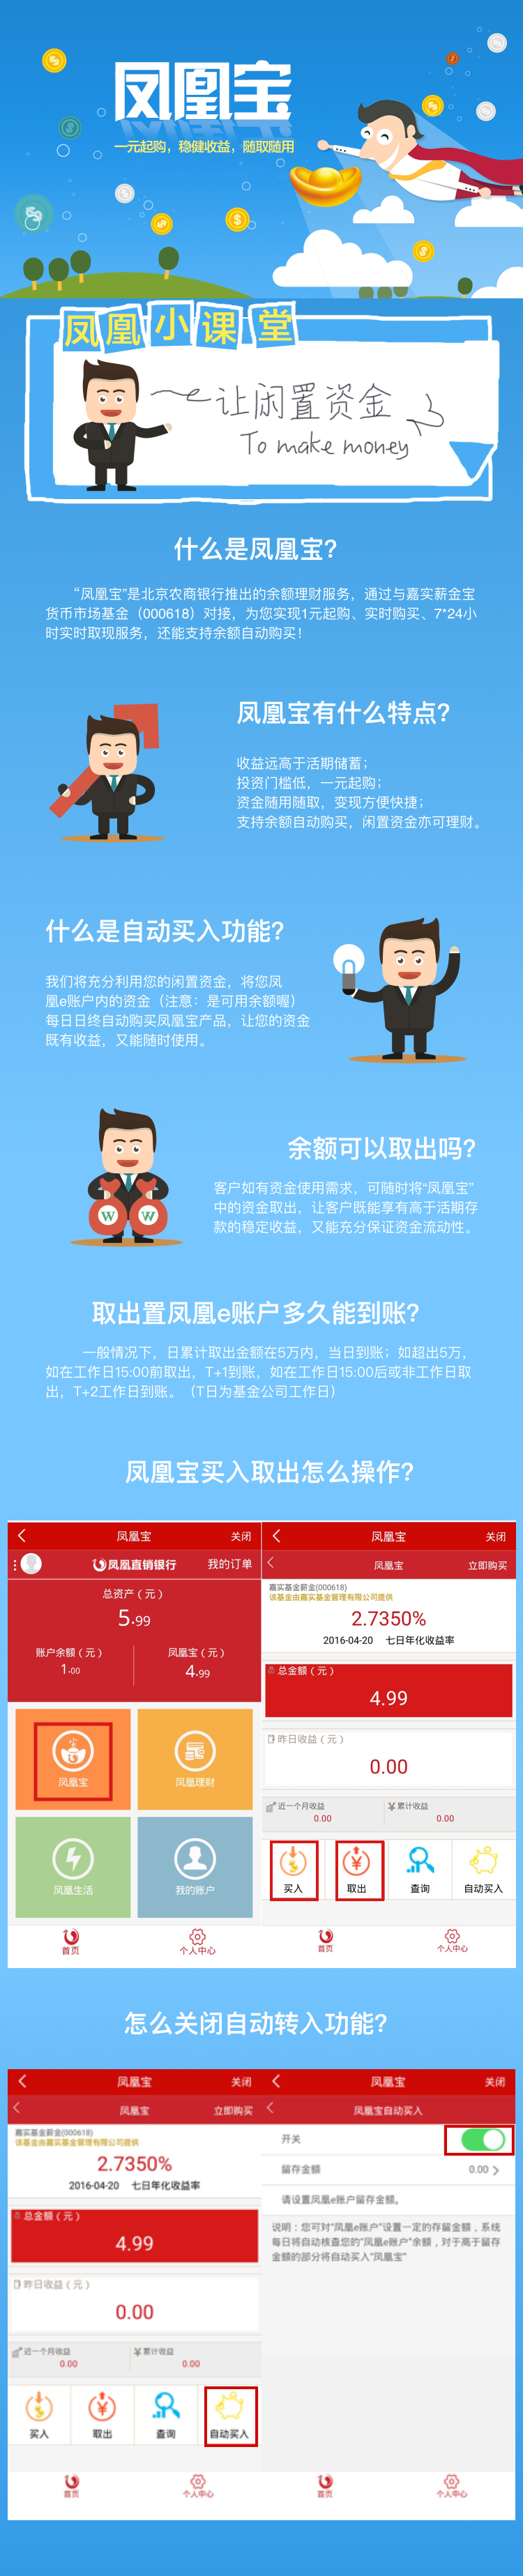 凤凰宝
一元起购，稳健收益，随取随用
凤凰小课堂
让闲置资金
To make money
什么是凤凰宝?
“凤凰宝”是北京农商银行推出的余额理财服务，通过与嘉实薪金宝
货币市场基金（000618）对接，为您实现1元起购、实时购买、7*24小
时实时取现服务，还能支持余额自动购买！
凤凰宝有什么特点?
收益远高于活期储蓄；
投资门槛低，一元起购；
资金随用随取，变现方便快捷；
支持余额自动购买，闲置资金亦可理财。
什么是自动买入功能?
我们将充分利用您的闲置资金，将您凤
凰e账户内的资金（注意：是可用余额喔）
每日日终自动购买凤凰宝产品，让您的资金
既有收益，又能随时使用。
余额可以取出吗?
客户如有资金使用需求，可随时将“凤凰宝”
中的资金取出，让客户既能享有高于活期存
款的稳定收益，又能充分保证资金流动性。
W W
取出置凤凰e账户多久能到账?
一般情况下，日累计取出金额在5万内，当日到账；如超出5万，
如在工作日15:00前取出，T+1到账，如在工作日15:00后或非工作日取
出，T+2工作日到账。（T日为基金公司工作日）
凤凰宝买入取出怎么操作?
凤凰宝 关闭
凤凰直销银行 我的订单
总资产（元）
5.99
账户余额（元） 凤凰宝（元）
1.00 4.99
凤凰宝 凤凰理财
凤凰生活 我的账户
首页 个人中心
凤凰宝 关闭
凤凰宝 立即购买
嘉实基金薪金(000618)
该基金由嘉实基金管理有限公司提供
2.7350%
2016-04-20 七日年化收益率
总金额（元）
4.99
昨日收益（元）
0.00
近一个月收益 累计收益
0.00 0.00
买入 取出 查询 自动买入
首页 个人中心
怎么关闭自动转入功能?
凤凰宝 关闭
凤凰宝 立即购买
嘉实基金薪金(000618)
该基金由嘉实基金管理有限公司提供
2.7350%
2016-04-20 七日年化收益率
总金额（元）
4.99
昨日收益（元）
0.00
近一个月收益 累计收益
0.00 0.00
买入 取出 查询 自动买入
首页 个人中心
凤凰宝 关闭
凤凰宝自动买入
开关
留存金额 0.00
请设置凤凰e账户留存金额。
说明：您可对“凤凰e账户”设置一定的存留金额，系统
每日将自动核查您的“凤凰e账户”余额，对于高于留存
金额的部分将自动买入“凤凰宝”
首页 个人中心